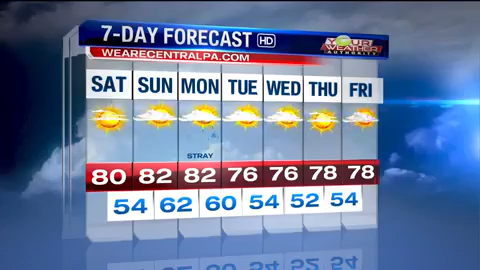 7-DAY FORECAST HD
YOUR
WEATHER
AUTHORITY
WEARECENTRALPA.COM
SAT SUN MON TUE WED THU FRI
STRAY
80 82 82 76 76 78 78
54 62 60 54 52 54